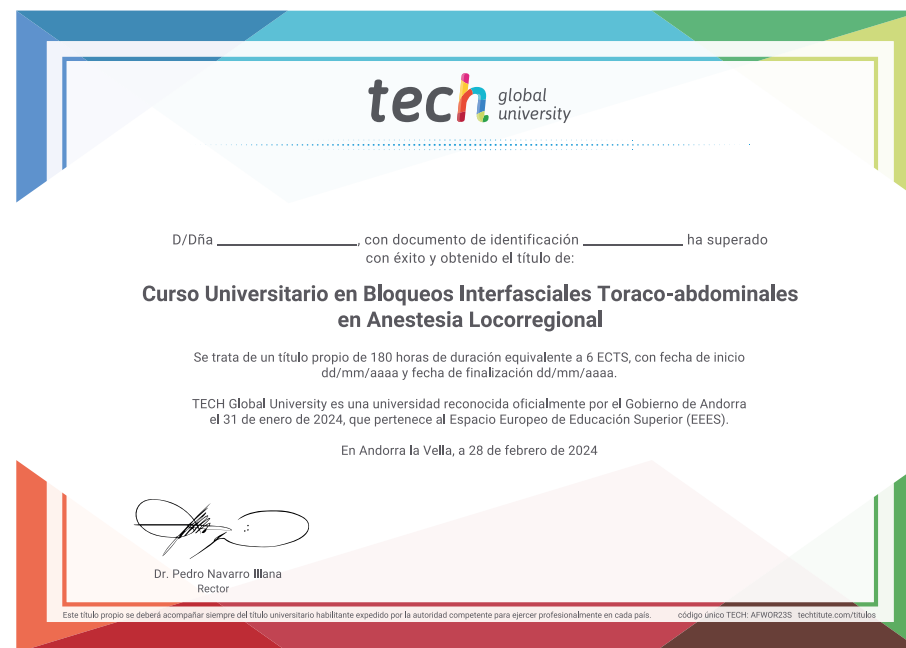 tech global university
D/Dña ____________________, con documento de identificación ______________ ha superado
con éxito y obtenido el título de:
Curso Universitario en Bloqueos Interfasciales Toraco-abdominales
en Anestesia Locorregional
Se trata de un título propio de 180 horas de duración equivalente a 6 ECTS, con fecha de inicio
dd/mm/aaaa y fecha de finalización dd/mm/aaaa.
TECH Global University es una universidad reconocida oficialmente por el Gobierno de Andorra
el 31 de enero de 2024, que pertenece al Espacio Europeo de Educación Superior (EEES).
En Andorra la Vella, a 28 de febrero de 2024
Dr. Pedro Navarro Illana
Rector
Este título propio se deberá acompañar siempre del título universitario habilitante expedido por la autoridad competente para ejercer profesionalmente en cada país. código único TECH: AFWOR23S techtitute.com/titulos